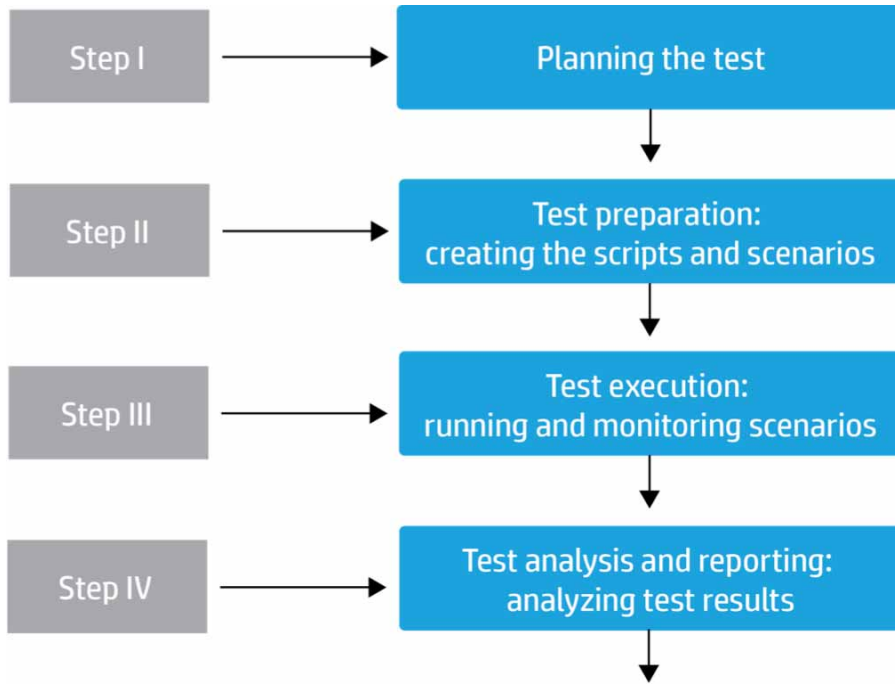 Step I
Planning the test
Step II
Test preparation:
creating the scripts and scenarios
Step III
Test execution:
running and monitoring scenarios
Step IV
Test analysis and reporting:
analyzing test results